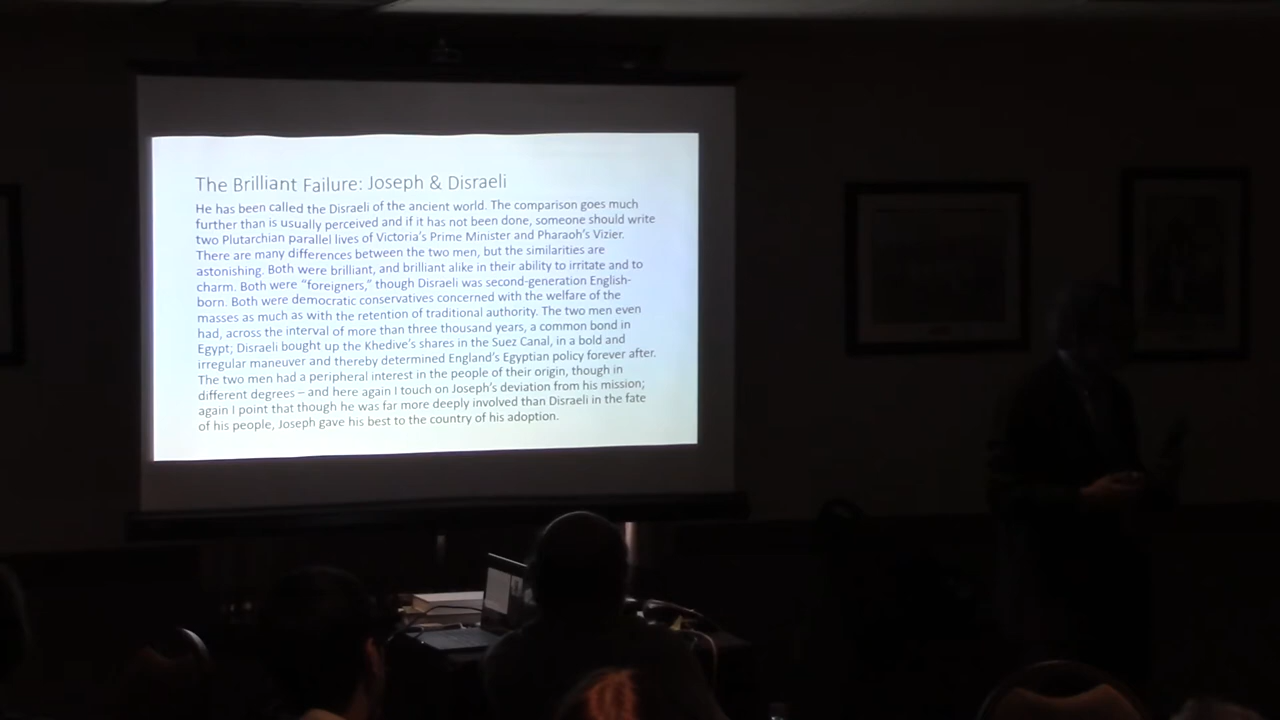 The Brilliant Failure: Joseph & Disraeli
He has been called the Disraeli of the ancient world. The comparison goes much
further than is usually perceived and if it has not been done, someone should write
two Plutarchian parallel lives of Victoria's Prime Minister and Pharaoh's Vizier.
There are many differences between the two men, but the similarities are
astonishing. Both were brilliant, and brilliant alike in their ability to irritate and to
charm. Both were "foreigners," though Disraeli was second-generation English-
born. Both were democratic conservatives concerned with the welfare of the
masses as much as with the retention of traditional authority. The two men even
had, across the interval of more than three thousand years, a common bond in
Egypt; Disraeli bought up the Khedive's shares in the Suez Canal, in a bold and
irregular maneuver and thereby determined England's Egyptian policy forever after.
The two men had a peripheral interest in the people of their origin, though in
different degrees – and here again I touch on Joseph's deviation from his mission;
again I point that though he was far more deeply involved than Disraeli in the fate
of his people, Joseph gave his best to the country of his adoption.